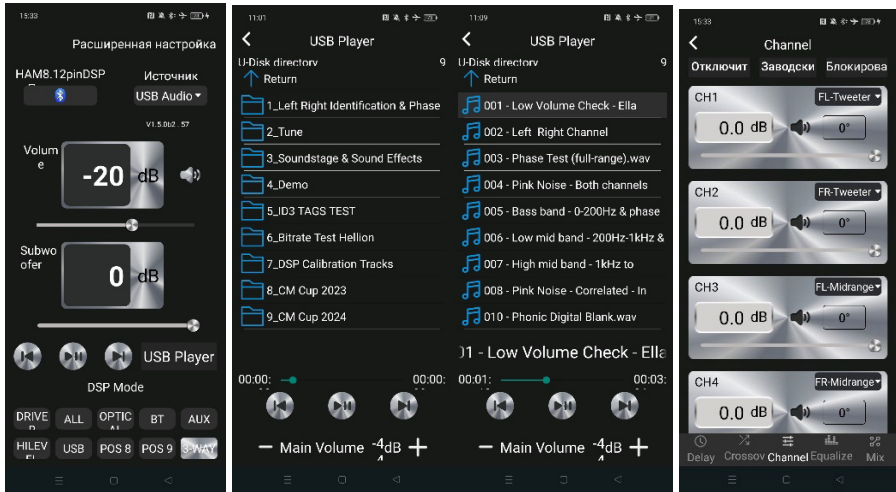 15:33
Расширенная настройка
HAM8.12pinDSP
Источник
USB Audio
V1.5.0b2.57
Volum
e
-20 dB
Subwo
ofer
0 dB
USB Player
DSP Mode
DRIVE
ALL
OPTIC
BT
AUX
HILEV
USB
POS 8
POS 9
3-WAY
11:01
USB Player
U-Disk directory 9
Return
1_Left Right Identification & Phase
2_Tune
3_Soundstage & Sound Effects
4_Demo
5_ID3 TAGS TEST
6_Bitrate Test Hellion
7_DSP Calibration Tracks
8_CM Cup 2023
9_CM Cup 2024
00:00: 00:00:
Main Volume -4 dB
11:09
USB Player
U-Disk directory 9
Return
001 - Low Volume Check - Ella
002 - Left Right Channel
003 - Phase Test (full-range).wav
004 - Pink Noise - Both channels
005 - Bass band - 0-200Hz & phase
006 - Low mid band - 200Hz-1kHz &
007 - High mid band - 1kHz to
008 - Pink Noise - Correlated - In
010 - Phonic Digital Blank.wav
01 - Low Volume Check - Ella
00:01: 00:03:
Main Volume -4 dB
15:33
Channel
Отключит
Заводски
Блокирова
CH1
FL-Tweeter
0.0 dB
0°
CH2
FR-Tweeter
0.0 dB
0°
CH3
FL-Midrange
0.0 dB
0°
CH4
FR-Midrange
0.0 dB
0°
Delay
Crossov
Channel
Equalize
Mix